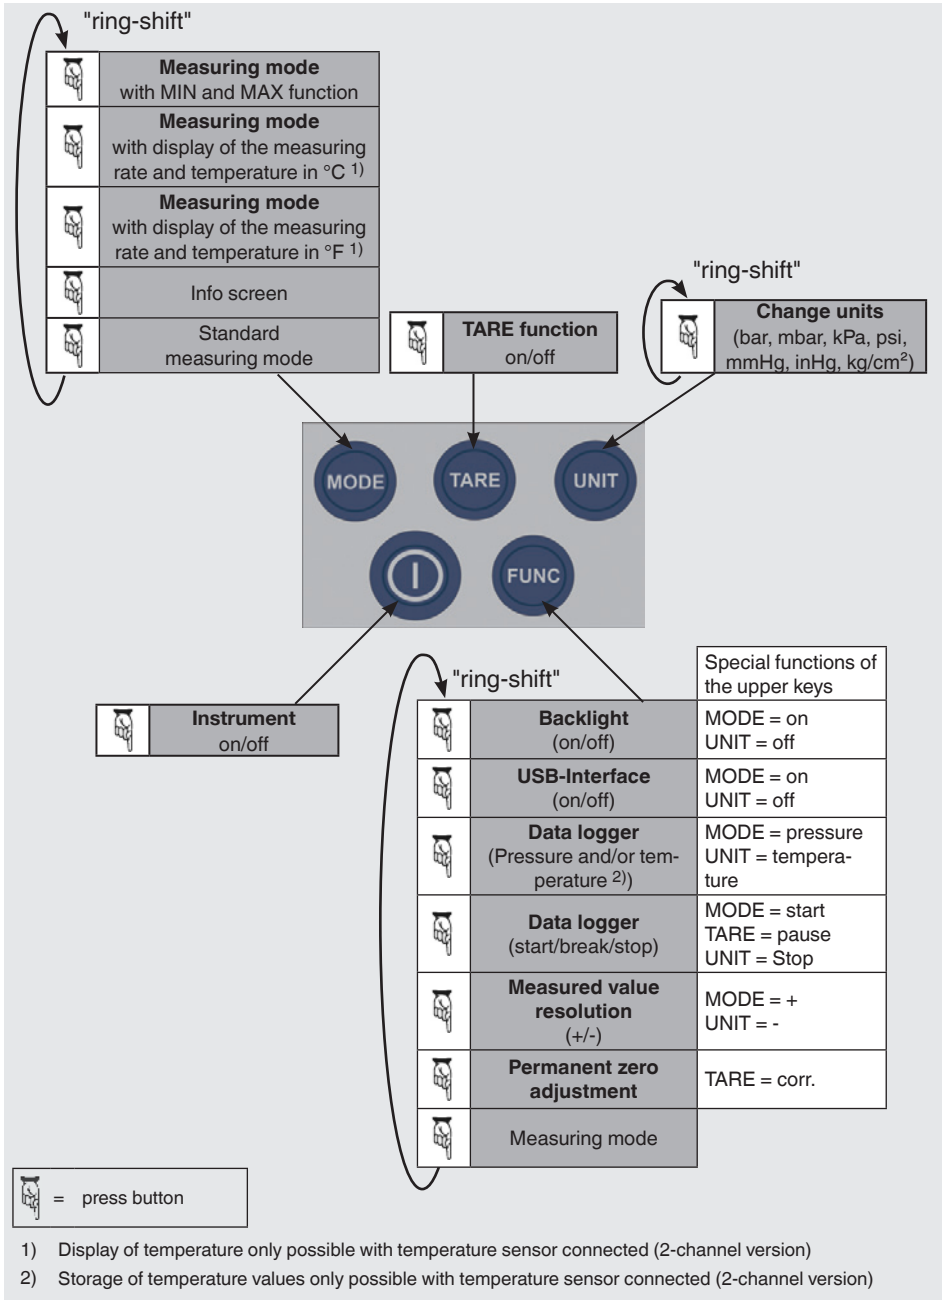 "ring-shift"
Measuring mode
with MIN and MAX function
Measuring mode
with display of the measuring
rate and temperature in °C 1)
Measuring mode
with display of the measuring
rate and temperature in °F 1)
Info screen
Standard
measuring mode
TARE function
on/off
"ring-shift"
Change units
(bar, mbar, kPa, psi,
mmHg, inHg, kg/cm²)
MODE
TARE
UNIT
FUNC
Instrument
on/off
"ring-shift"
Special functions of
the upper keys
Backlight
(on/off)
MODE = on
UNIT = off
USB-Interface
(on/off)
MODE = on
UNIT = off
Data logger
(Pressure and/or tem-
perature 2))
MODE = pressure
UNIT = tempera-
ture
Data logger
(start/break/stop)
MODE = start
TARE = pause
UNIT = Stop
Measured value
resolution
(+/-)
MODE = +
UNIT = -
Permanent zero
adjustment
TARE = corr.
Measuring mode
= press button
1) Display of temperature only possible with temperature sensor connected (2-channel version)
2) Storage of temperature values only possible with temperature sensor connected (2-channel version)